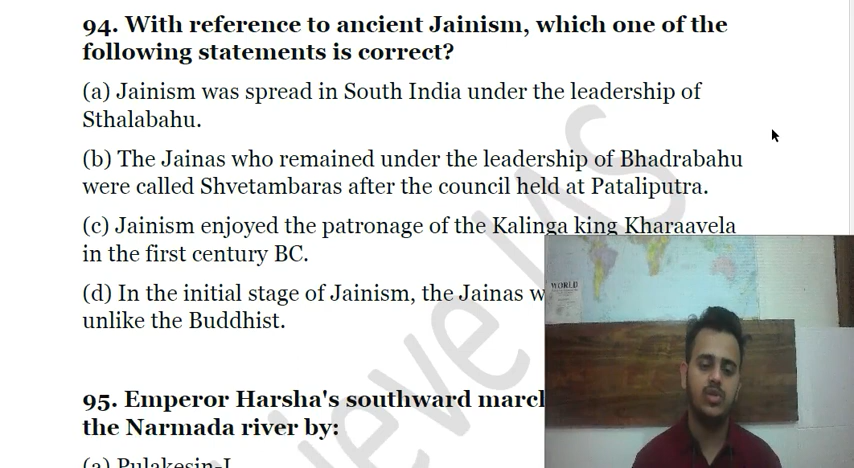 94. With reference to ancient Jainism, which one of the
following statements is correct?
(a) Jainism was spread in South India under the leadership of
Sthalabahu.
(b) The Jainas who remained under the leadership of Bhadrabahu
were called Shvetambaras after the council held at Pataliputra.
(c) Jainism enjoyed the patronage of the Kalinga king Kharaavela
in the first century BC.
(d) In the initial stage of Jainism, the Jainas w
unlike the Buddhist.
95. Emperor Harsha's southward marc
the Narmada river by:
(a) Pulakesin-I
WORLD
ieve IAS